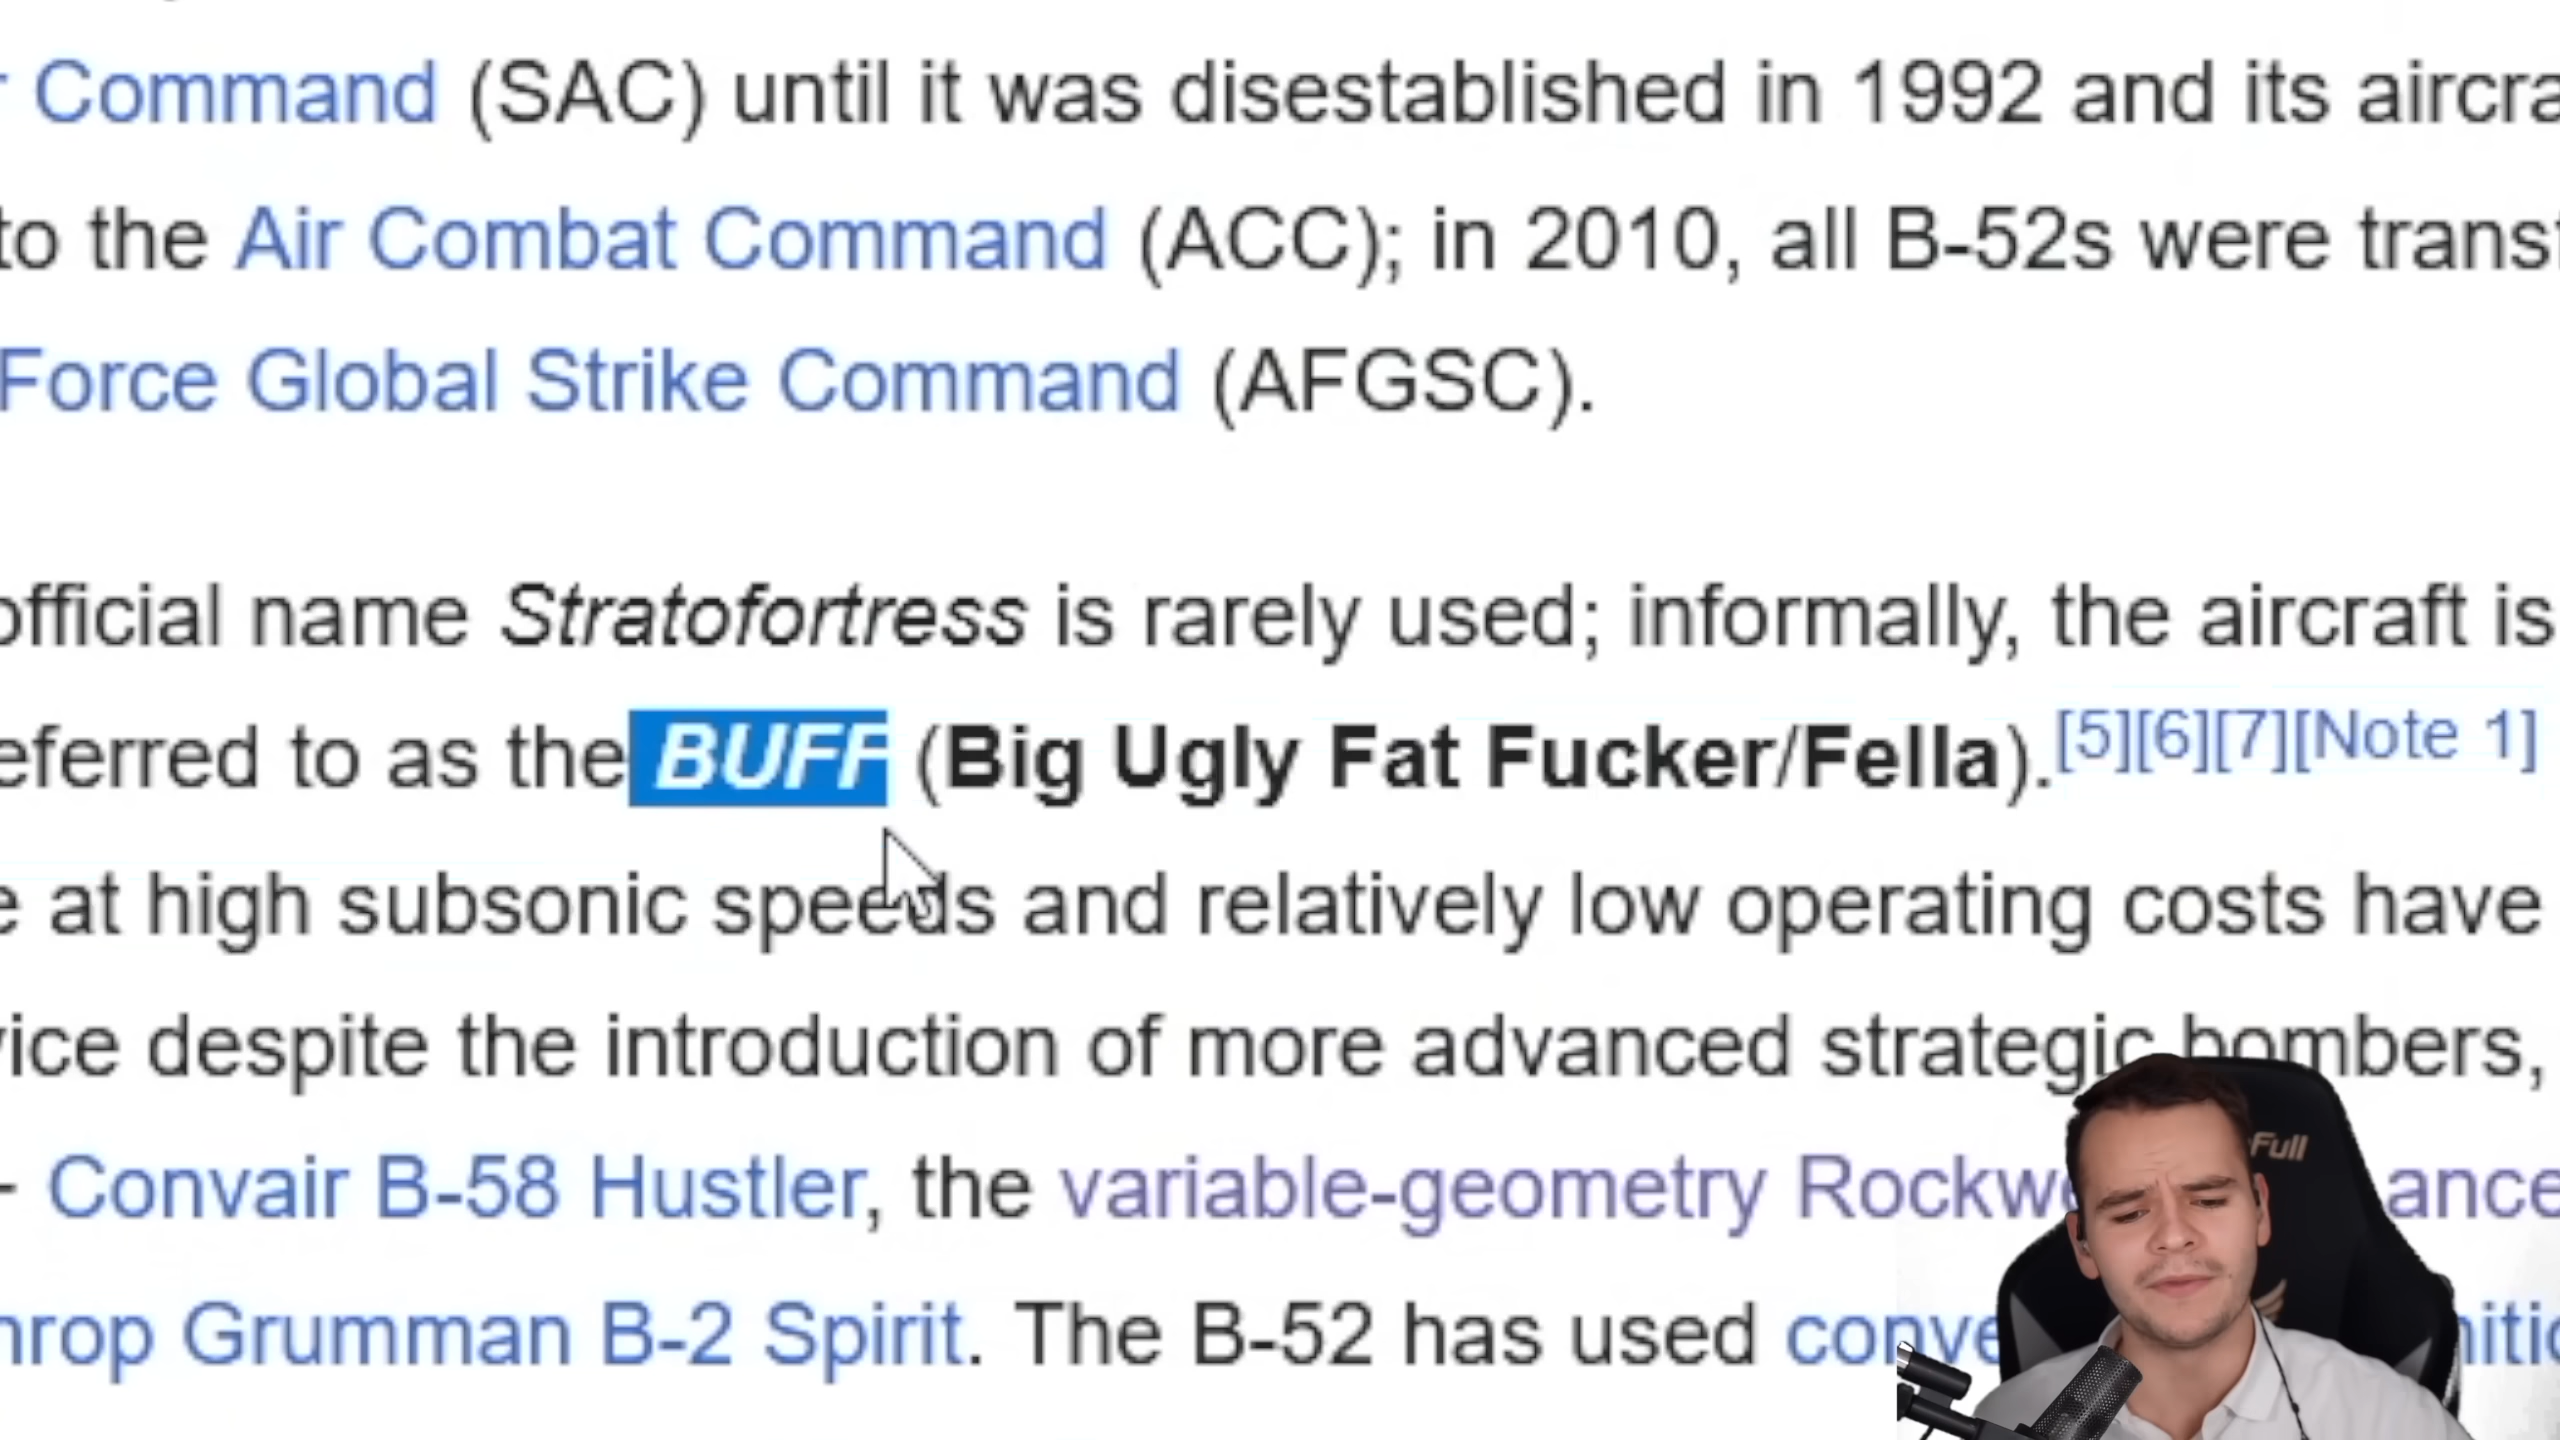 Command (SAC) until it was disestablished in 1992 and its aircra
to the Air Combat Command (ACC); in 2010, all B-52s were transf
Force Global Strike Command (AFGSC).
official name Stratofortress is rarely used; informally, the aircraft is
eferred to as the BUFF (Big Ugly Fat Fucker/Fella).[5][6][7][Note 1]
e at high subsonic speeds and relatively low operating costs have
vice despite the introduction of more advanced strategic bombers,
- Convair B-58 Hustler, the variable-geometry Rockwe ance
hrop Grumman B-2 Spirit. The B-52 has used conve nitio
Full